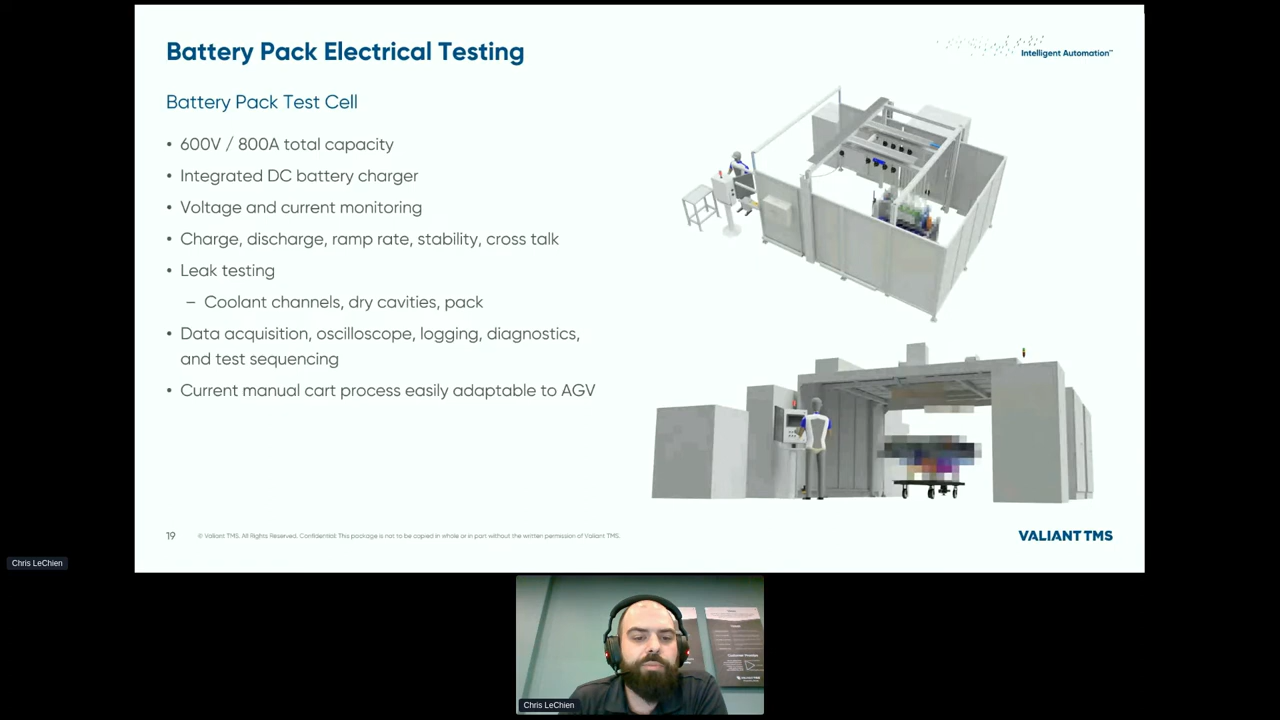 Battery Pack Electrical Testing
Intelligent Automation™
Battery Pack Test Cell
• 600V / 800A total capacity
• Integrated DC battery charger
• Voltage and current monitoring
• Charge, discharge, ramp rate, stability, cross talk
• Leak testing
– Coolant channels, dry cavities, pack
• Data acquisition, oscilloscope, logging, diagnostics,
and test sequencing
• Current manual cart process easily adaptable to AGV
19
© Valiant TMS. All Rights Reserved. Confidential: This package is not to be copied in whole or in part without the written permission of Valiant TMS.
VALIANT TMS
Chris LeChien
Chris LeChien